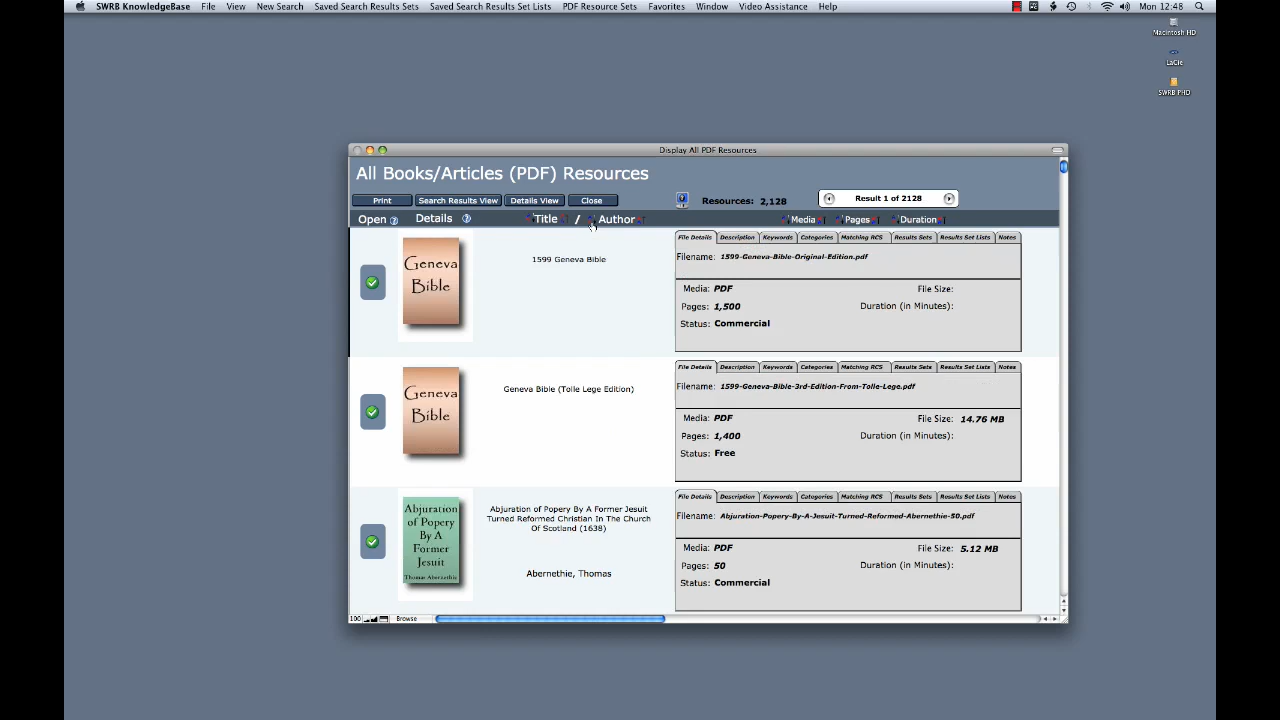 SWRB KnowledgeBase File View New Search Saved Search Results Sets Saved Search Results Set Lists PDF Resource Sets Favorites Window Video Assistance Help Mon 12:48
Macintosh HD
LaCie
SWRB PHD
Display All PDF Resources
All Books/Articles (PDF) Resources
Print Search Results View Details View Close Resources: 2,128 Result 1 of 2128
Open Details Title / Author Media Pages Duration
Geneva
Bible
1599 Geneva Bible
File Details Description Keywords Categories Matching RCS Results Sets Results Set Lists Notes
Filename: 1599-Geneva-Bible-Original-Edition.pdf
Media: PDF File Size:
Pages: 1,500 Duration (in Minutes):
Status: Commercial
Geneva
Bible
Geneva Bible (Tolle Lege Edition)
File Details Description Keywords Categories Matching RCS Results Sets Results Set Lists Notes
Filename: 1599-Geneva-Bible-3rd-Edition-From-Tolle-Lege.pdf
Media: PDF File Size: 14.76 MB
Pages: 1,400 Duration (in Minutes):
Status: Free
Abjuration
of Popery
By A
Former
Jesuit
Thomas Abernethie
Abjuration of Popery By A Former Jesuit
Turned Reformed Christian In The Church
Of Scotland (1638)
Abernethie, Thomas
File Details Description Keywords Categories Matching RCS Results Sets Results Set Lists Notes
Filename: Abjuration-Popery-By-A-Jesuit-Turned-Reformed-Abernethie-50.pdf
Media: PDF File Size: 5.12 MB
Pages: 50 Duration (in Minutes):
Status: Commercial
100 Browse